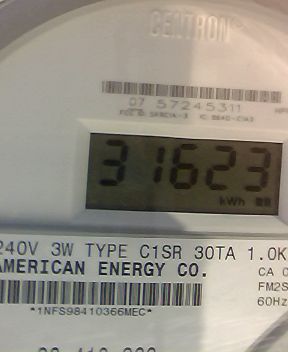 CENTRON®
07 57245311
31623
kWh
240V 3W TYPE C1SR 30TA 1.0K
AMERICAN ENERGY CO.
CA
FM2S
60Hz
*1NFS98410366MEC*